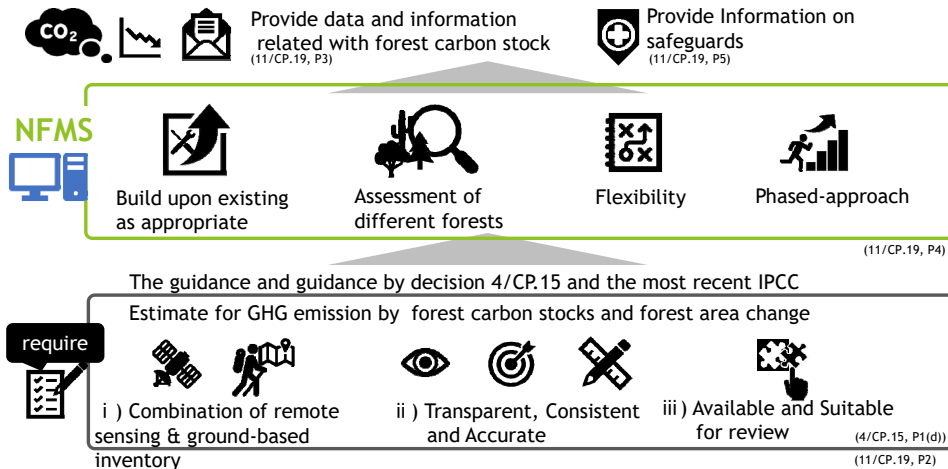 CO₂
Provide data and information
related with forest carbon stock
(11/CP.19, P3)
Provide Information on
safeguards
(11/CP.19, P5)
NFMS
Build upon existing
as appropriate
Assessment of
different forests
Flexibility
Phased-approach
(11/CP.19, P4)
The guidance and guidance by decision 4/CP.15 and the most recent IPCC
Estimate for GHG emission by forest carbon stocks and forest area change
require
i ) Combination of remote
sensing & ground-based
inventory
ii ) Transparent, Consistent
and Accurate
iii ) Available and Suitable
for review
(4/CP.15, P1(d))
(11/CP.19, P2)